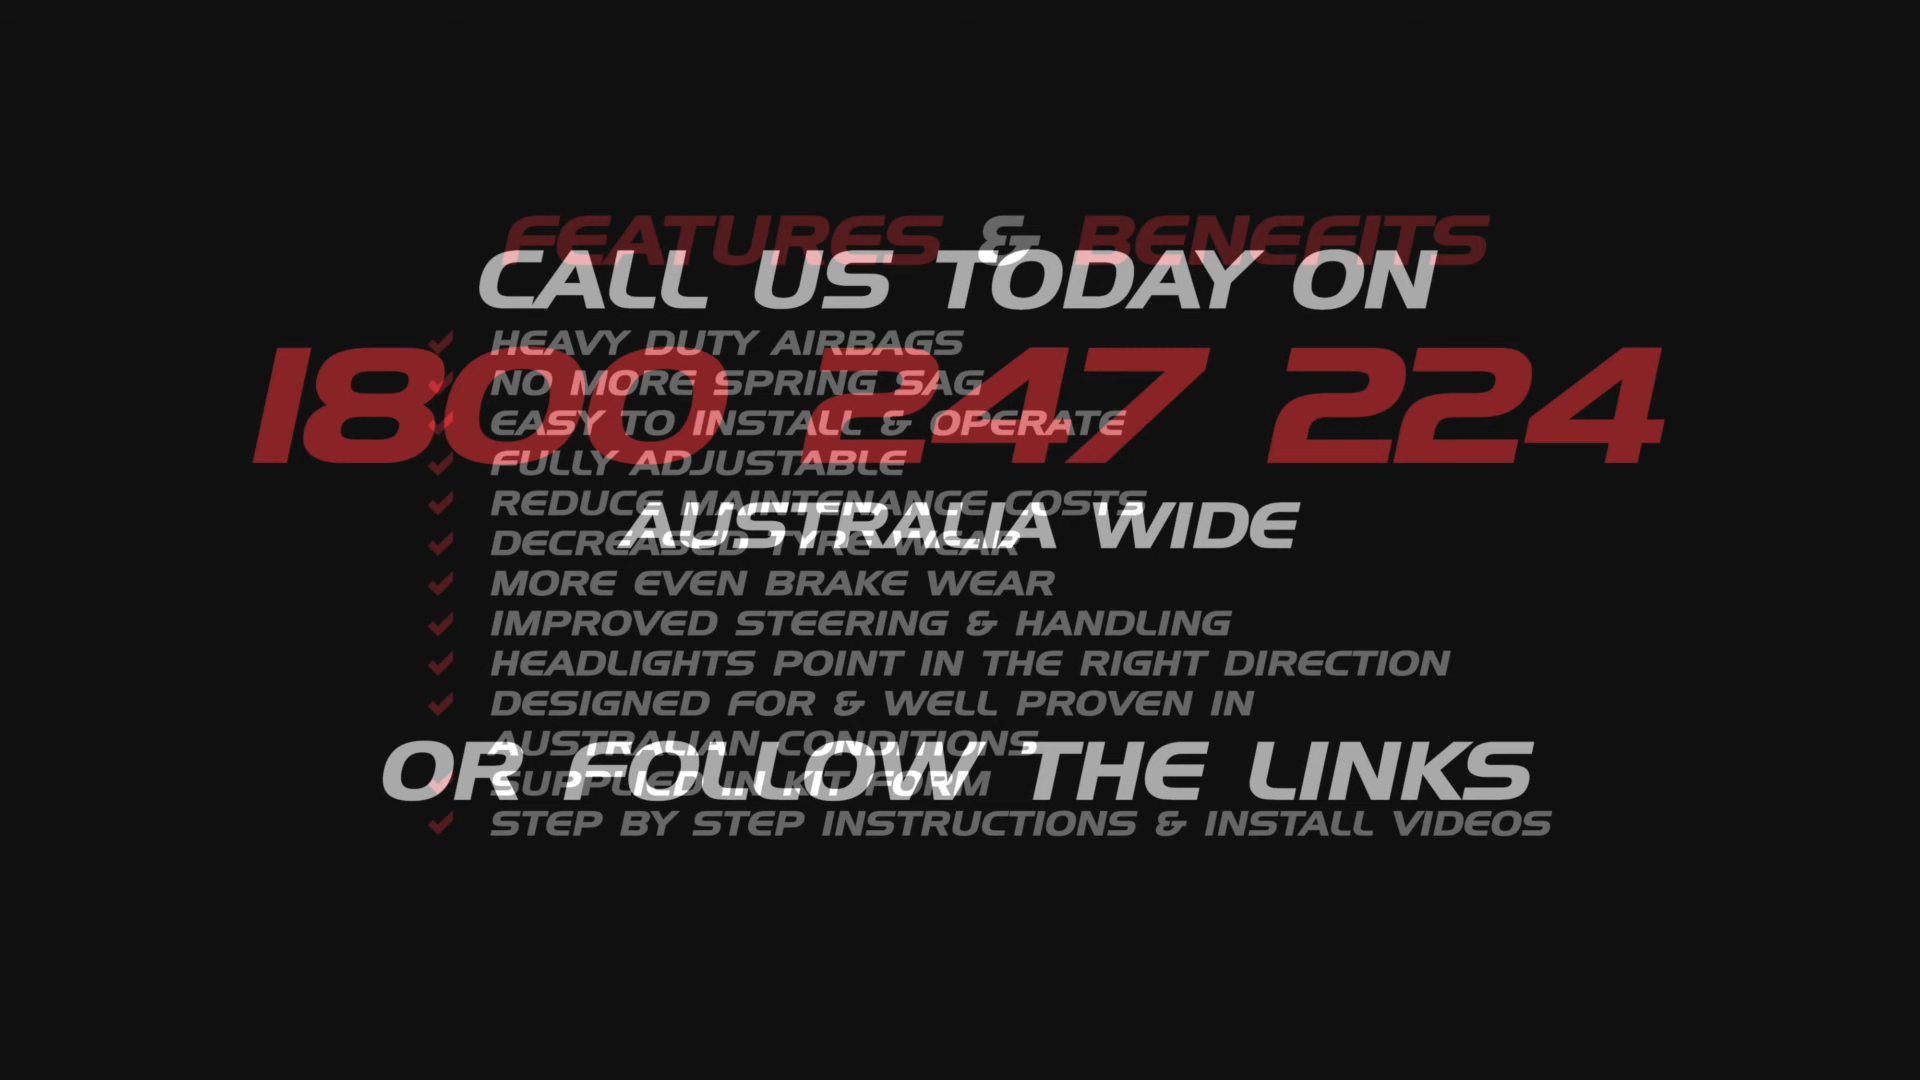 FEATURES & BENEFITS
CALL US TODAY ON
HEAVY DUTY AIRBAGS
1800 247 224
NO MORE SPRING SAG
EASY TO INSTALL & OPERATE
FULLY ADJUSTABLE
REDUCE MAINTENANCE COSTS
AUSTRALIA WIDE
DECREASED TYRE WEAR
MORE EVEN BRAKE WEAR
IMPROVED STEERING & HANDLING
HEADLIGHTS POINT IN THE RIGHT DIRECTION
DESIGNED FOR & WELL PROVEN IN
AUSTRALIAN CONDITIONS
OR FOLLOW THE LINKS
SUPPLIED IN KIT FORM
STEP BY STEP INSTRUCTIONS & INSTALL VIDEOS